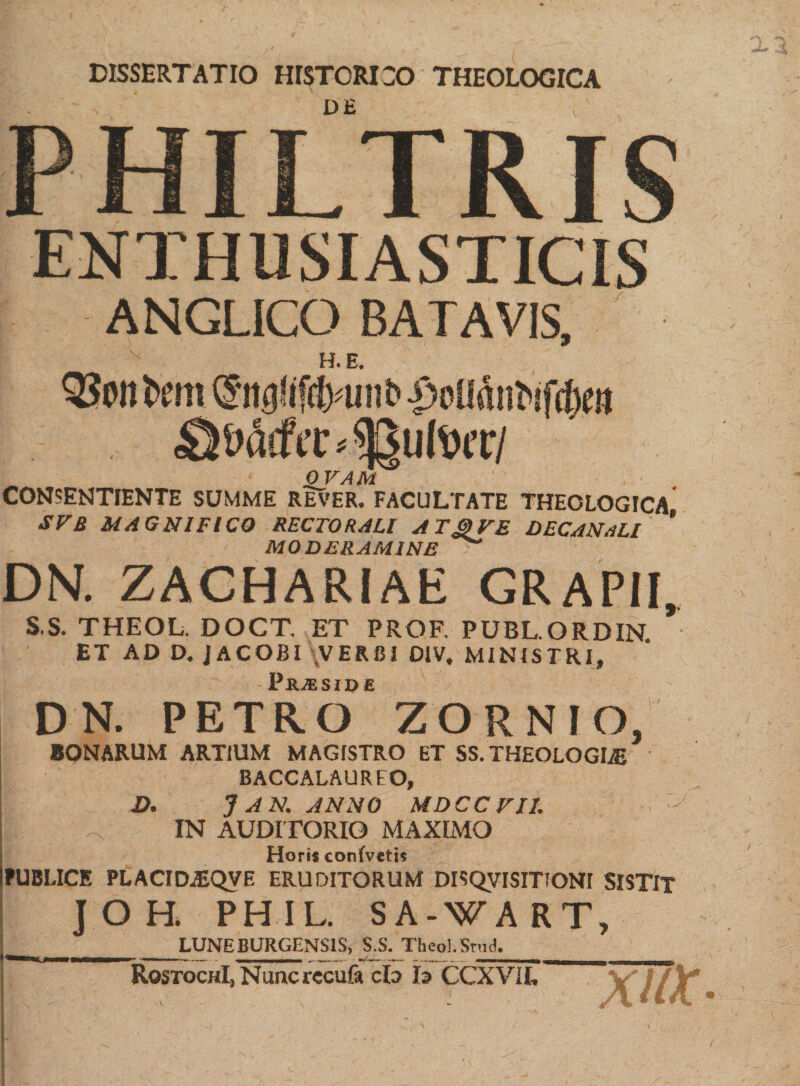 23
DISSERTATIO HISTORICO THEOLOGICA
DE
PHILTRIS
ENTHUSIASTICIS
ANGLICO BATAVIS,
H. E.
Von dem Englisch-und Holländischen
Qväcker-Pulver/
QVAM
CONSENTIENTE SUMME REVER. FACULTATE THEOLOGICA,
SVB MAGNIFICO RECTORALI ATQVE DECANALI
MODERAMINE
DN. ZACHARIAE GRAPII,
S.S. THEOL. DOCT. ET PROF. PUBL.ORDIN.
ET AD D. JACOBI VERBI DIV. MINISTRI,
PRÆSIDE
DN. PETRO ZORNIO,
BONARUM ARTIUM MAGISTRO ET SS.THEOLOGIÆ
BACCALAUREO,
D. JAN. ANNO MDCCVII.
IN AUDITORIO MAXIMO
Horis conſvetis
PUBLICE PLACIDÆQVE ERUDITORUM DISQVISITIONI SISTIT
JOH. PHIL. SA-WART,
LUNEBURGENSIS, S.S. Theol. Stud.
ROSTOCHI, Nunc recuſa cIɔ Iɔ CCXVII.
XIIX.